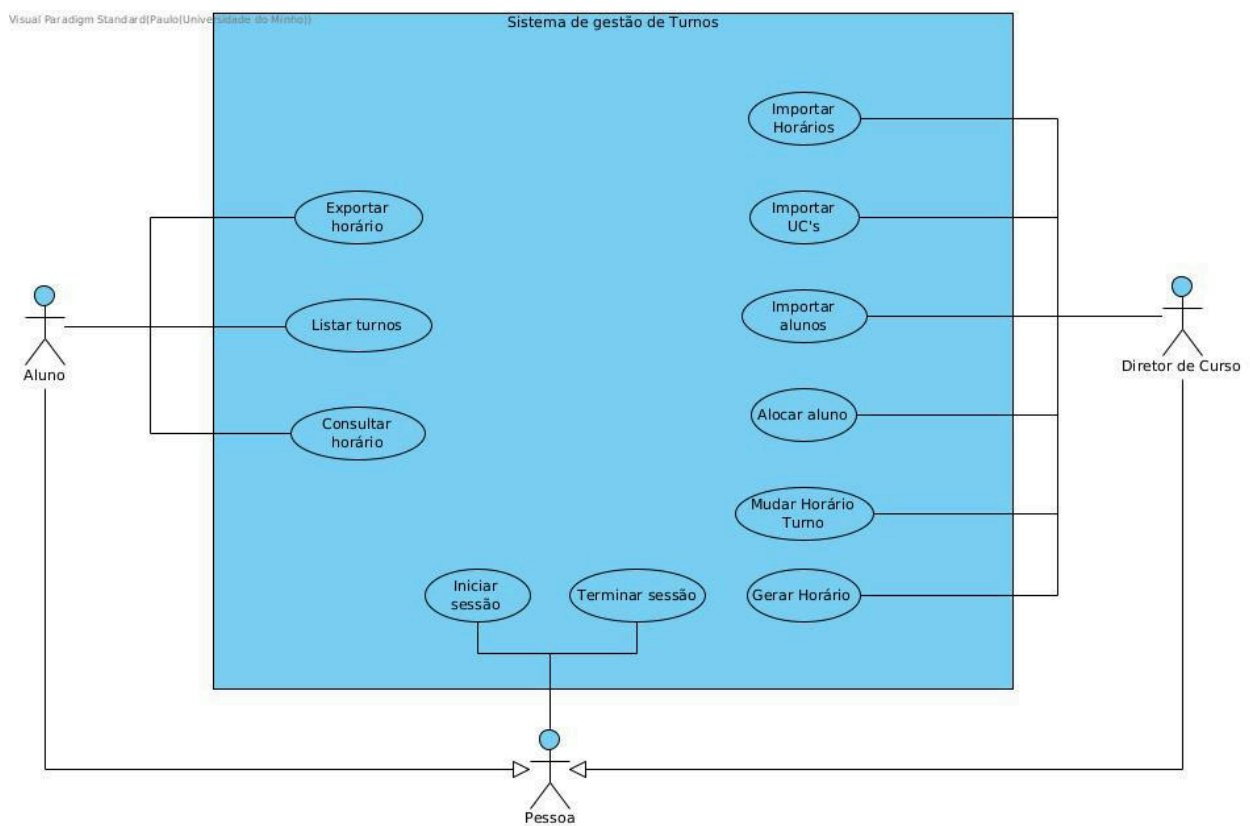 Visual Paradigm Standard(Paulo(Universidade do Minho))
Sistema de gestão de Turnos
Importar
Horários
Exportar
horário
Importar
UC's
Listar turnos
Importar
alunos
Aluno
Diretor de Curso
Consultar
horário
Alocar aluno
Mudar Horário
Turno
Iniciar
sessão
Terminar sessão
Gerar Horário
Pessoa